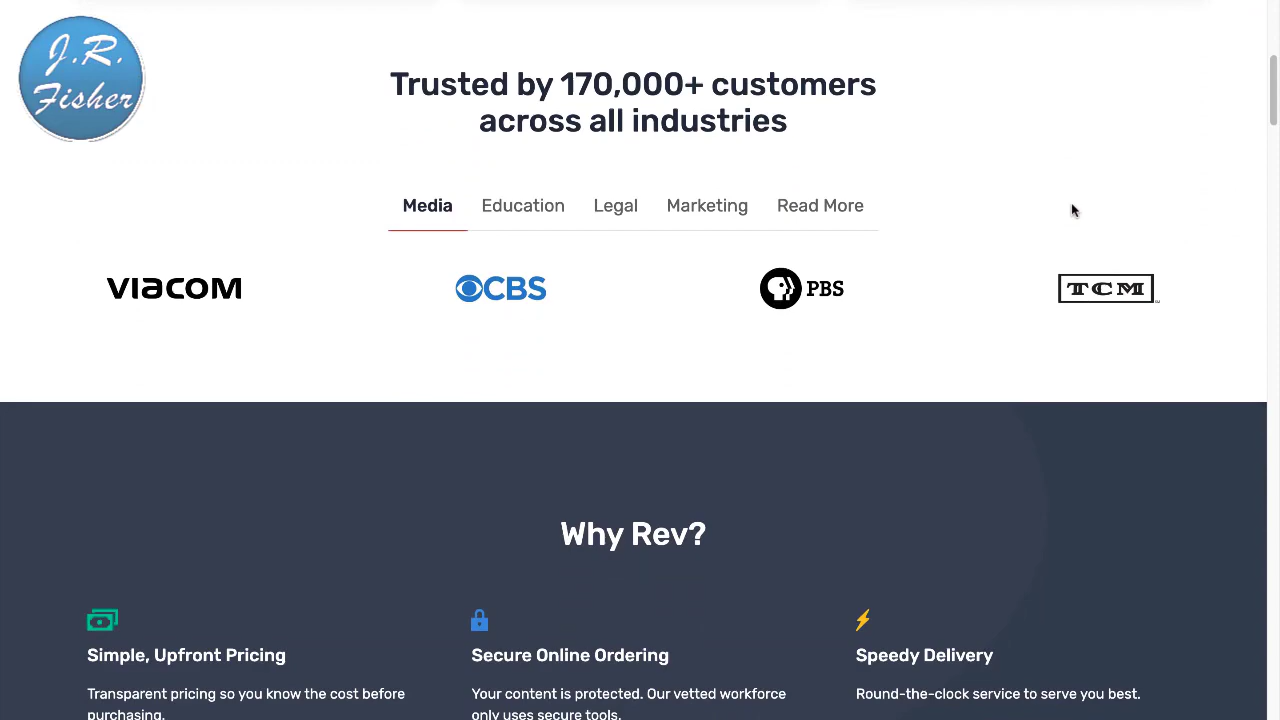 J.R.
Fisher
Trusted by 170,000+ customers
across all industries
Media Education Legal Marketing Read More
VIACOM CBS PBS TCM
Why Rev?
Simple, Upfront Pricing Secure Online Ordering Speedy Delivery
Transparent pricing so you know the cost before Your content is protected. Our vetted workforce Round-the-clock service to serve you best.
purchasing. only uses secure tools.